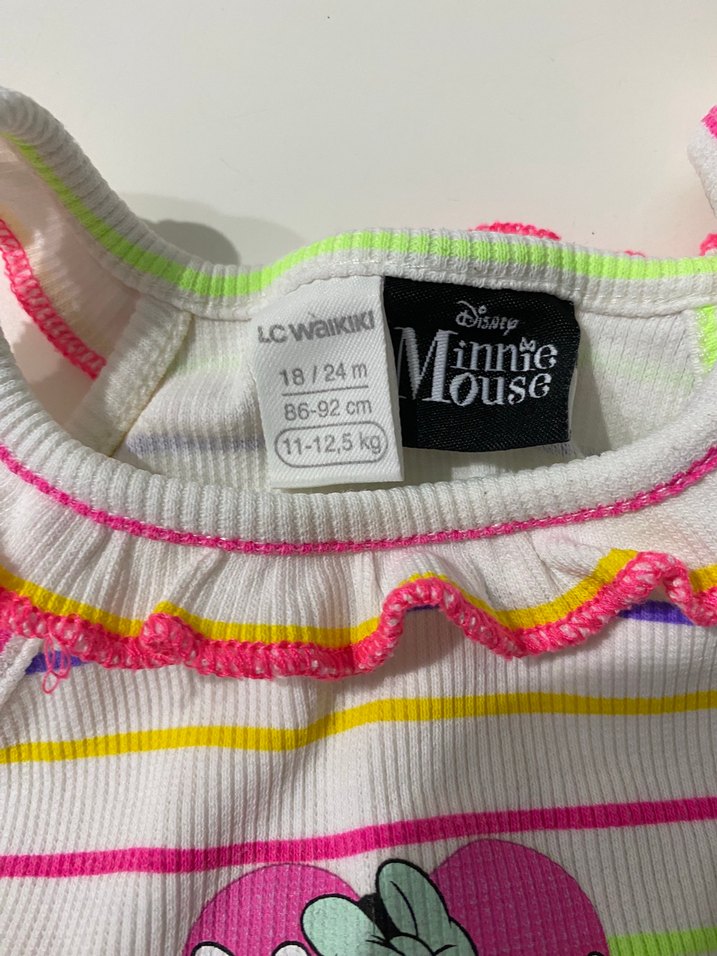 LC WAIKIKI
18 / 24 m
86-92 cm
11-12,5 kg
Disney
Minnie
Mouse